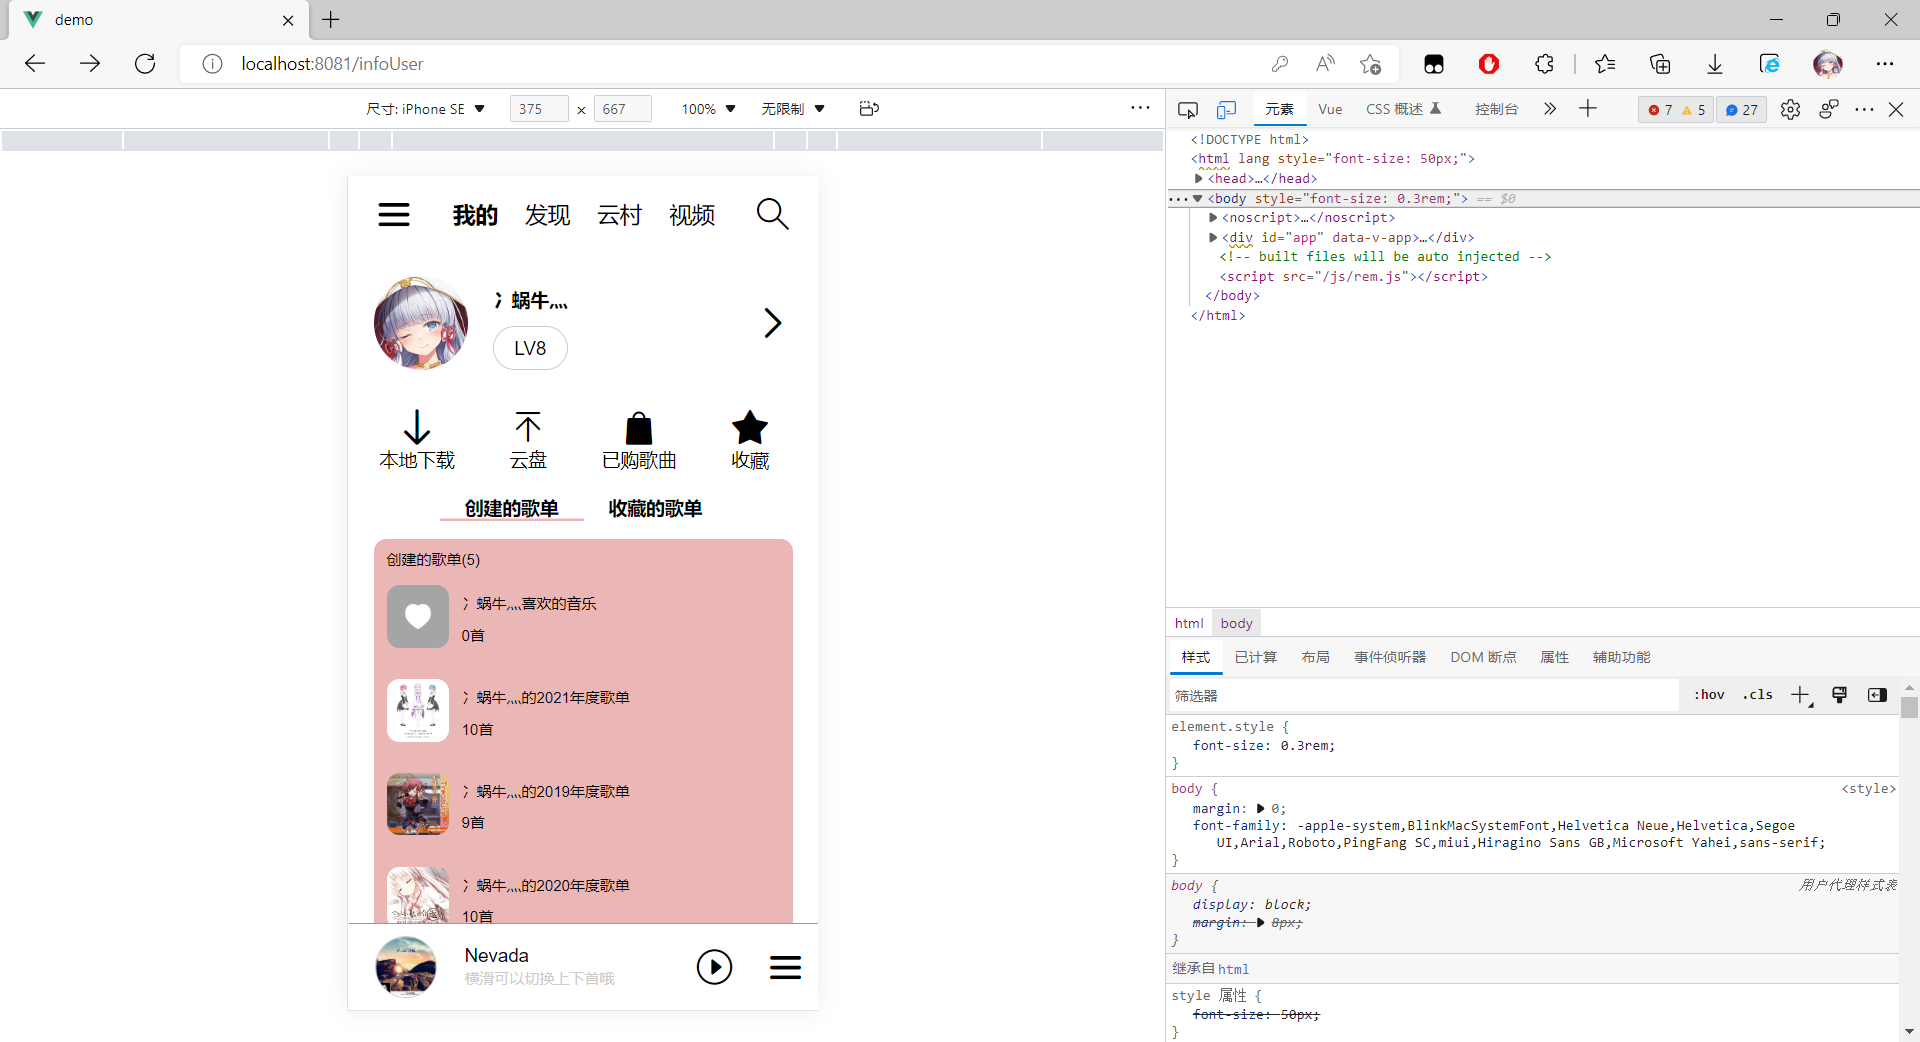 demo
localhost:8081/infoUser
尺寸: iPhone SE 375 × 667 100% 无限制
元素 Vue CSS 概述 控制台 7 5 27
<!DOCTYPE html>
<html lang style="font-size: 50px;">
<head>…</head>
<body style="font-size: 0.3rem;"> == $0
<noscript>…</noscript>
<div id="app" data-v-app>…</div>
<!-- built files will be auto injected -->
<script src="/js/rem.js"></script>
</body>
</html>
我的 发现 云村 视频
冫蜗牛灬
LV8
本地下载 云盘 已购歌曲 收藏
创建的歌单 收藏的歌单
创建的歌单(5)
冫蜗牛灬喜欢的音乐
0首
冫蜗牛灬的2021年度歌单
10首
冫蜗牛灬的2019年度歌单
9首
冫蜗牛灬的2020年度歌单
10首
Nevada
横滑可以切换上下首哦
html body
样式 已计算 布局 事件侦听器 DOM 断点 属性 辅助功能
筛选器 :hov .cls
element.style {
font-size: 0.3rem;
}
body { <style>
margin: 0;
font-family: -apple-system,BlinkMacSystemFont,Helvetica Neue,Helvetica,Segoe
UI,Arial,Roboto,PingFang SC,miui,Hiragino Sans GB,Microsoft Yahei,sans-serif;
}
body { 用户代理样式表
display: block;
margin: 8px;
}
继承自 html
style 属性 {
font-size: 50px;
}